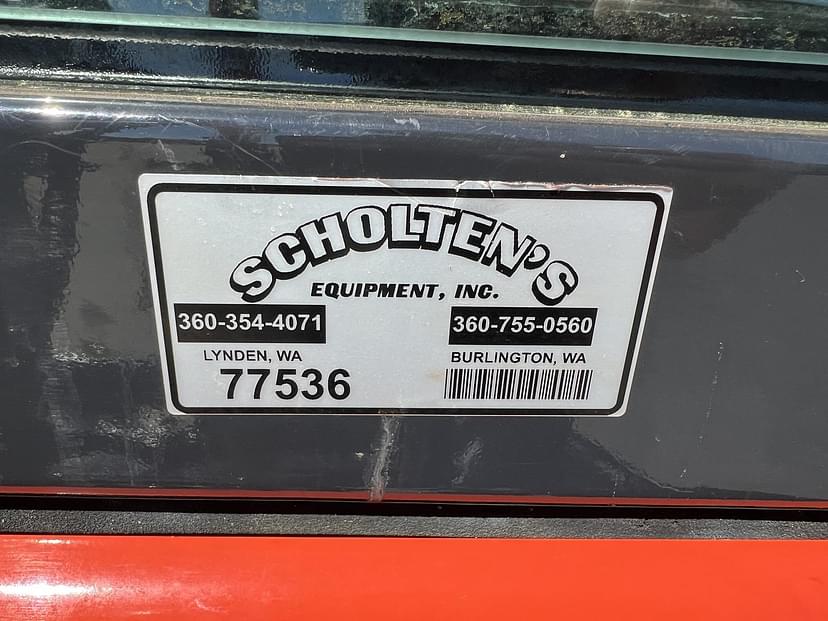 SCHOLTEN'S
EQUIPMENT, INC.
360-354-4071 360-755-0560
LYNDEN, WA BURLINGTON, WA
77536